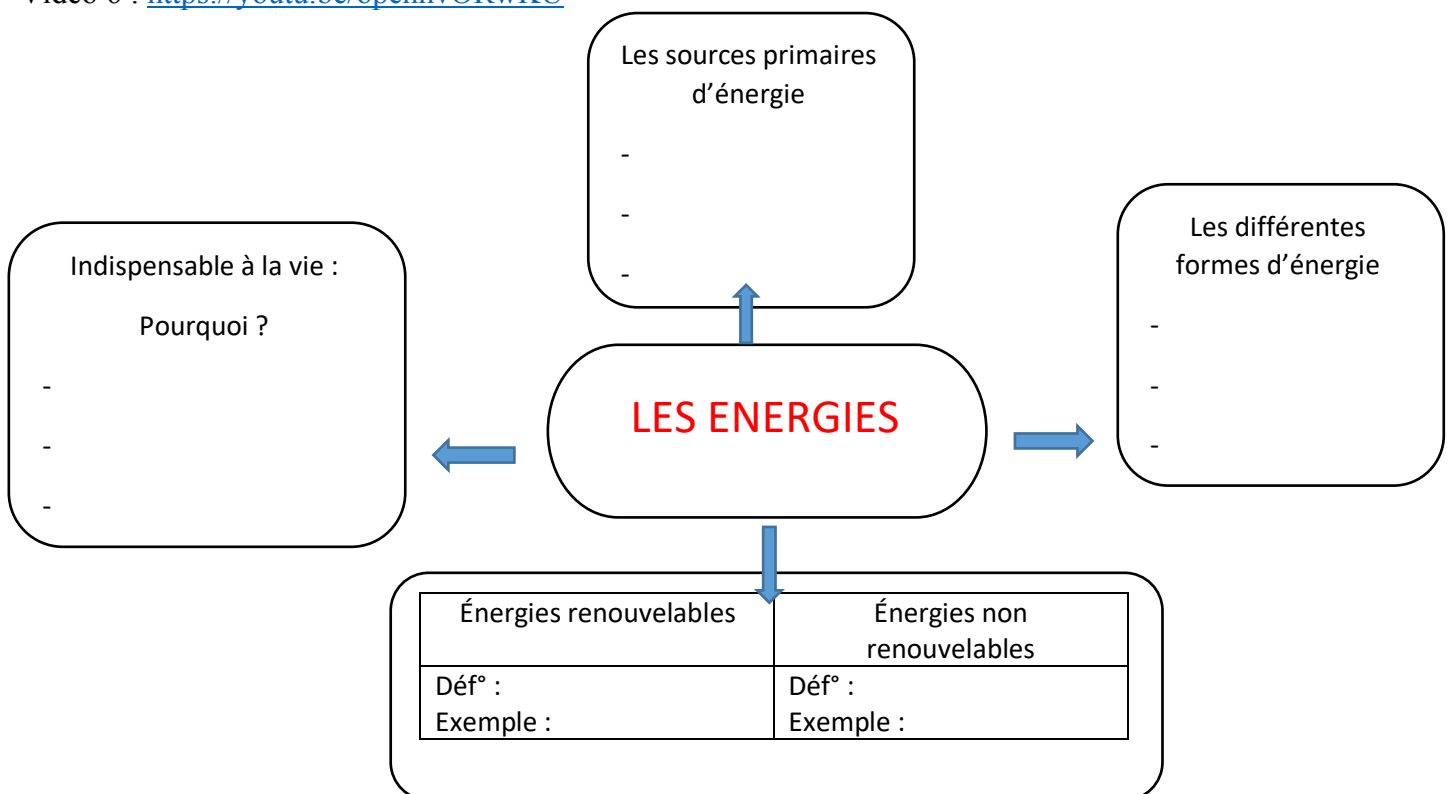 Les sources primaires
d’énergie
-
-
-
Les différentes
formes d’énergie
-
-
-
Indispensable à la vie :
Pourquoi ?
-
-
-
LES ENERGIES
Énergies renouvelables
Énergies non
renouvelables
Déf° :
Exemple :
Déf° :
Exemple :